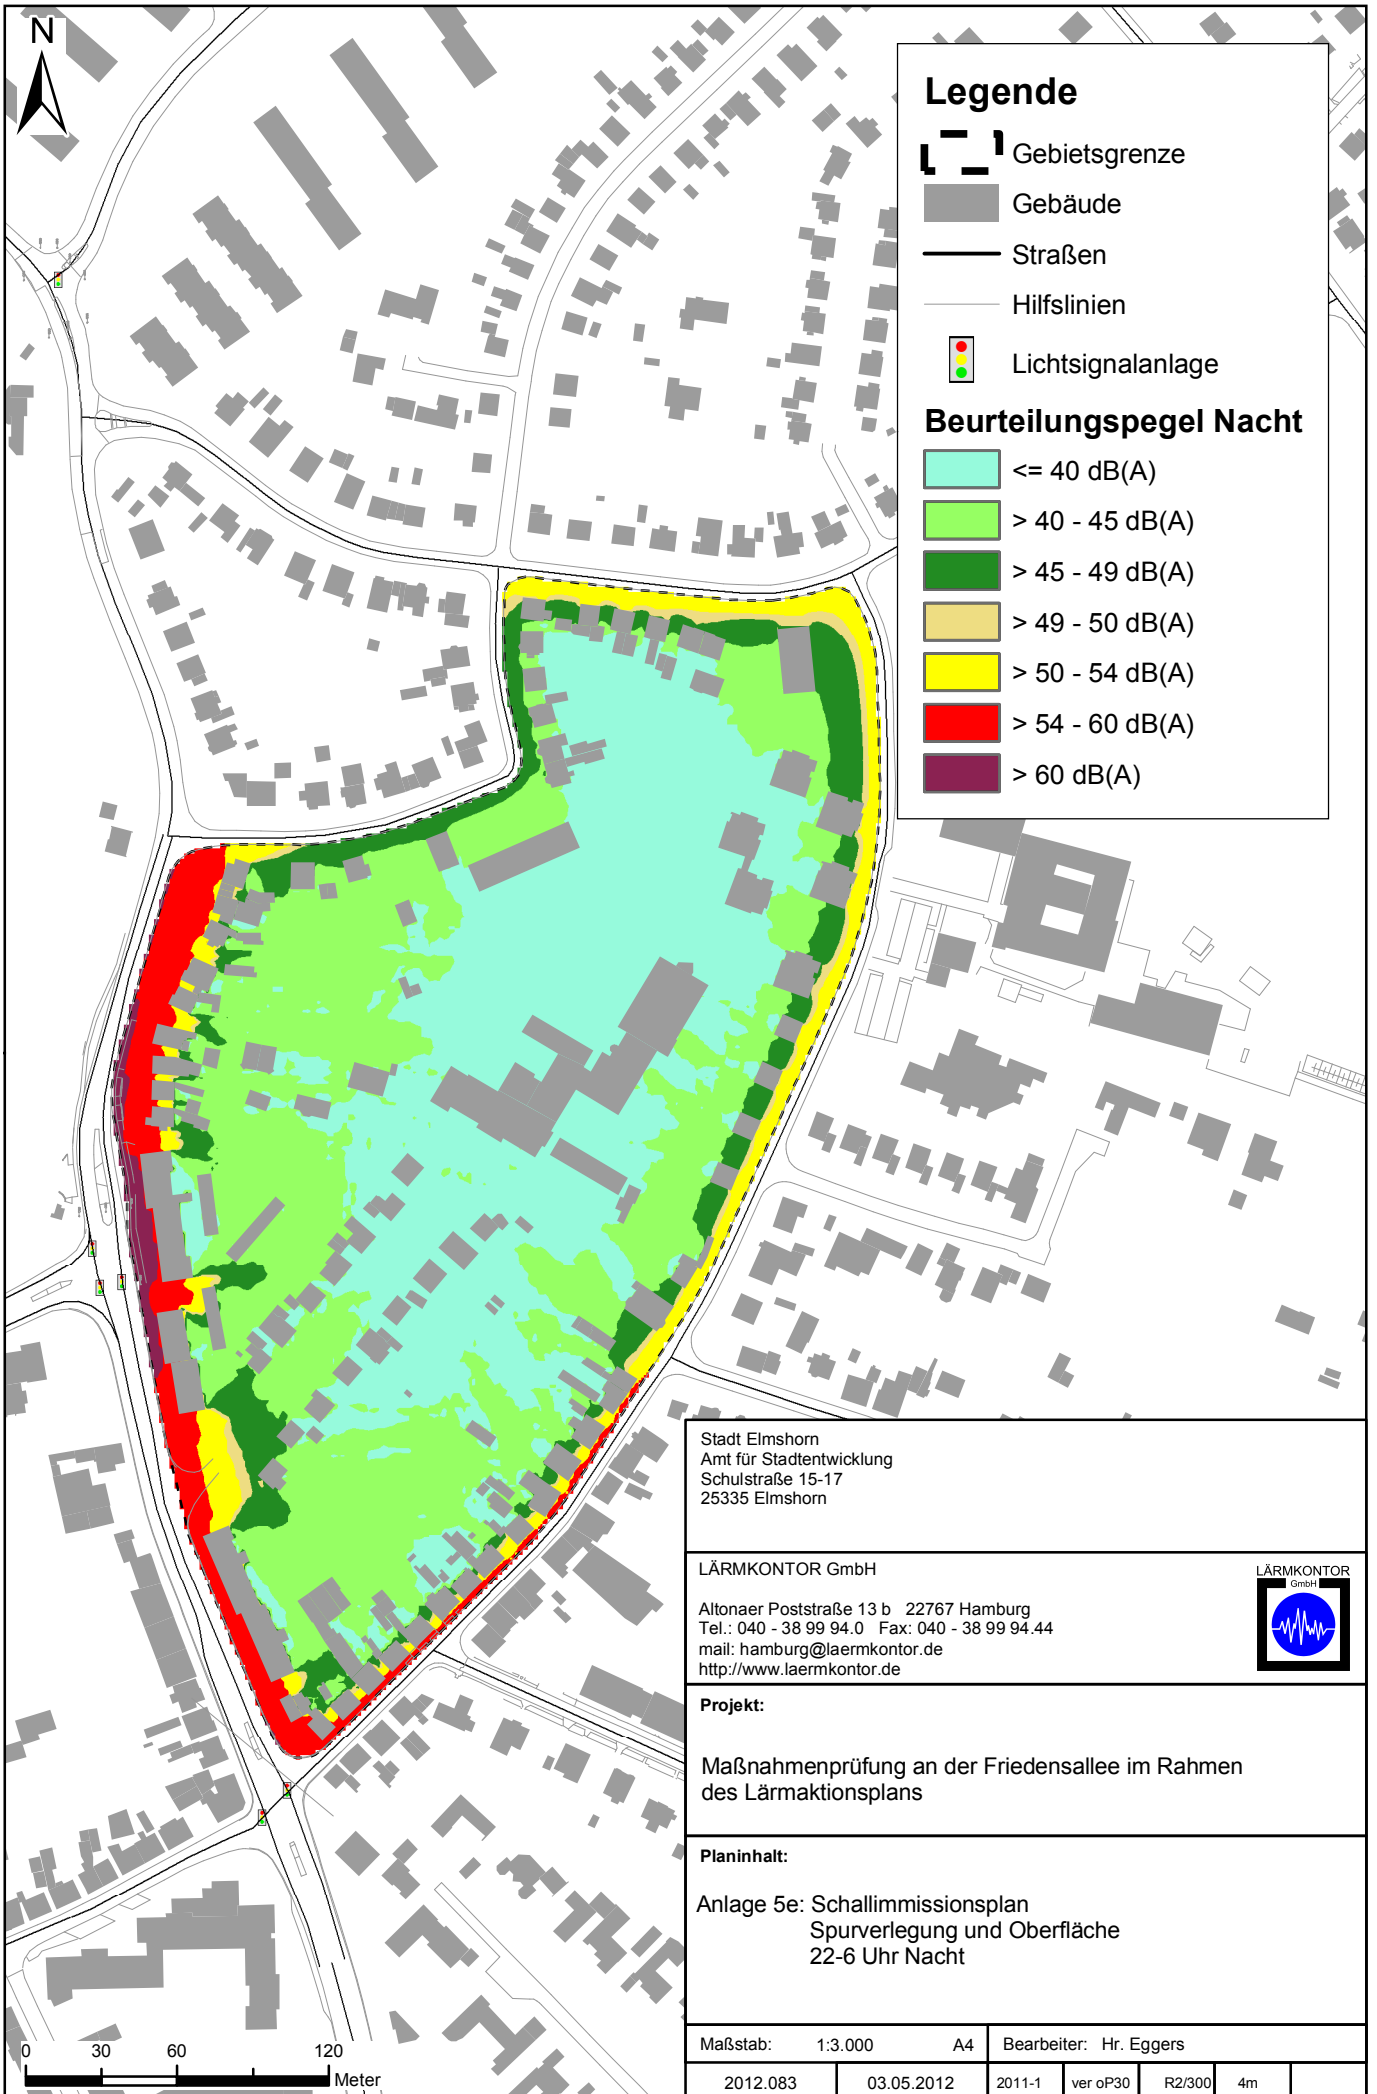 N
Legende
Gebietsgrenze
Gebäude
Straßen
Hilfslinien
Lichtsignalanlage
Beurteilungspegel Nacht
<= 40 dB(A)
> 40 - 45 dB(A)
> 45 - 49 dB(A)
> 49 - 50 dB(A)
> 50 - 54 dB(A)
> 54 - 60 dB(A)
> 60 dB(A)
Stadt Elmshorn
Amt für Stadtentwicklung
Schulstraße 15-17
25335 Elmshorn
LÄRMKONTOR GmbH
Altonaer Poststraße 13 b 22767 Hamburg
Tel.: 040 - 38 99 94.0 Fax: 040 - 38 99 94.44
mail: hamburg@laermkontor.de
http://www.laermkontor.de
LÄRMKONTOR
GmbH
Projekt:
Maßnahmenprüfung an der Friedensallee im Rahmen
des Lärmaktionsplans
Planinhalt:
Anlage 5e: Schallimmissionsplan
Spurverlegung und Oberfläche
22-6 Uhr Nacht
Maßstab: 1:3.000 A4 Bearbeiter: Hr. Eggers
2012.083 03.05.2012 2011-1 ver oP30 R2/300 4m
0 30 60 120
Meter